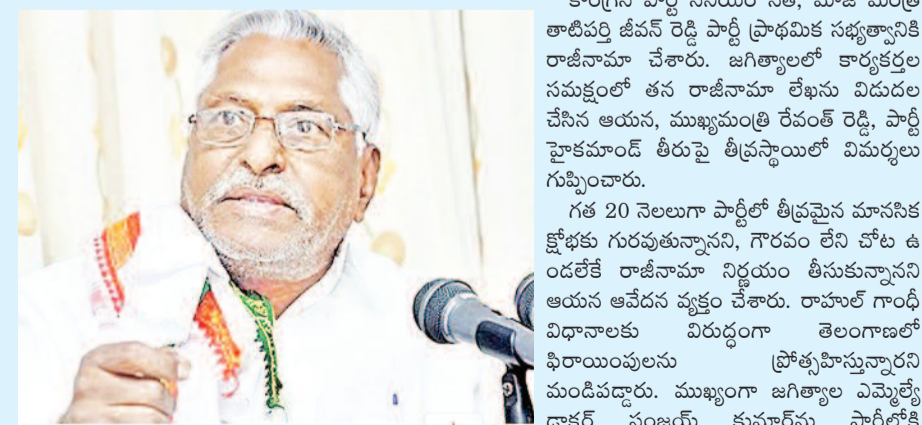 తాటిపర్తి జీవన్ రెడ్డి పార్టీ ప్రాథమిక సభ్యత్వానికి
రాజీనామా చేశారు. జగిత్యాలలో కార్యకర్తల
సమక్షంలో తన రాజీనామా లేఖను విడుదల
చేసిన ఆయన, ముఖ్యమంత్రి రేవంత్ రెడ్డి, పార్టీ
హైకమాండ్ తీరుపై తీవ్రస్థాయిలో విమర్శలు
గుప్పించారు.
గత 20 నెలలుగా పార్టీలో తీవ్రమైన మానసిక
క్షోభకు గురవుతున్నానని, గౌరవం లేని చోట ఉ
ండలేకే రాజీనామా నిర్ణయం తీసుకున్నానని
ఆయన ఆవేదన వ్యక్తం చేశారు. రాహుల్ గాంధీ
విధానాలకు విరుద్ధంగా తెలంగాణలో
ఫిరాయింపులను ప్రోత్సహిస్తున్నారని
మండిపడ్డారు. ముఖ్యంగా జగిత్యాల ఎమ్మెల్యే